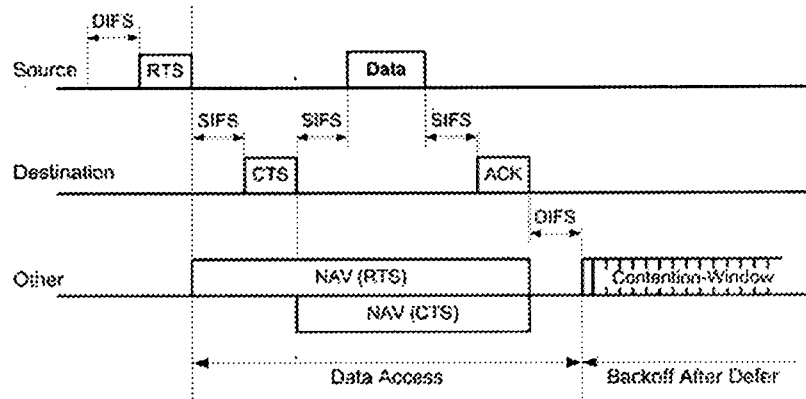 DIFS
Source RTS Data
SIFS SIFS SIFS
Destination CTS ACK
DIFS
Other NAV (RTS) Contention-Window
NAV (CTS)
Data Access Backoff After Defer